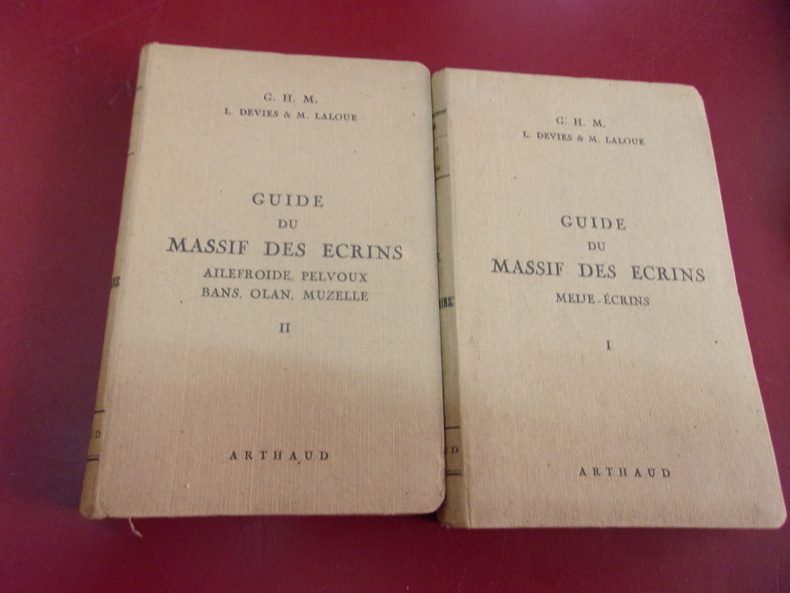 G. H. M.
L. DEVIES & M. LALOUE
GUIDE
DU
MASSIF DES ECRINS
AILEFROIDE, PELVOUX
BANS, OLAN, MUZELLE
II
ARTHAUD
G. H. M.
L. DEVIES & M. LALOUE
GUIDE
DU
MASSIF DES ECRINS
MEIJE-ÉCRINS
I
ARTHAUD